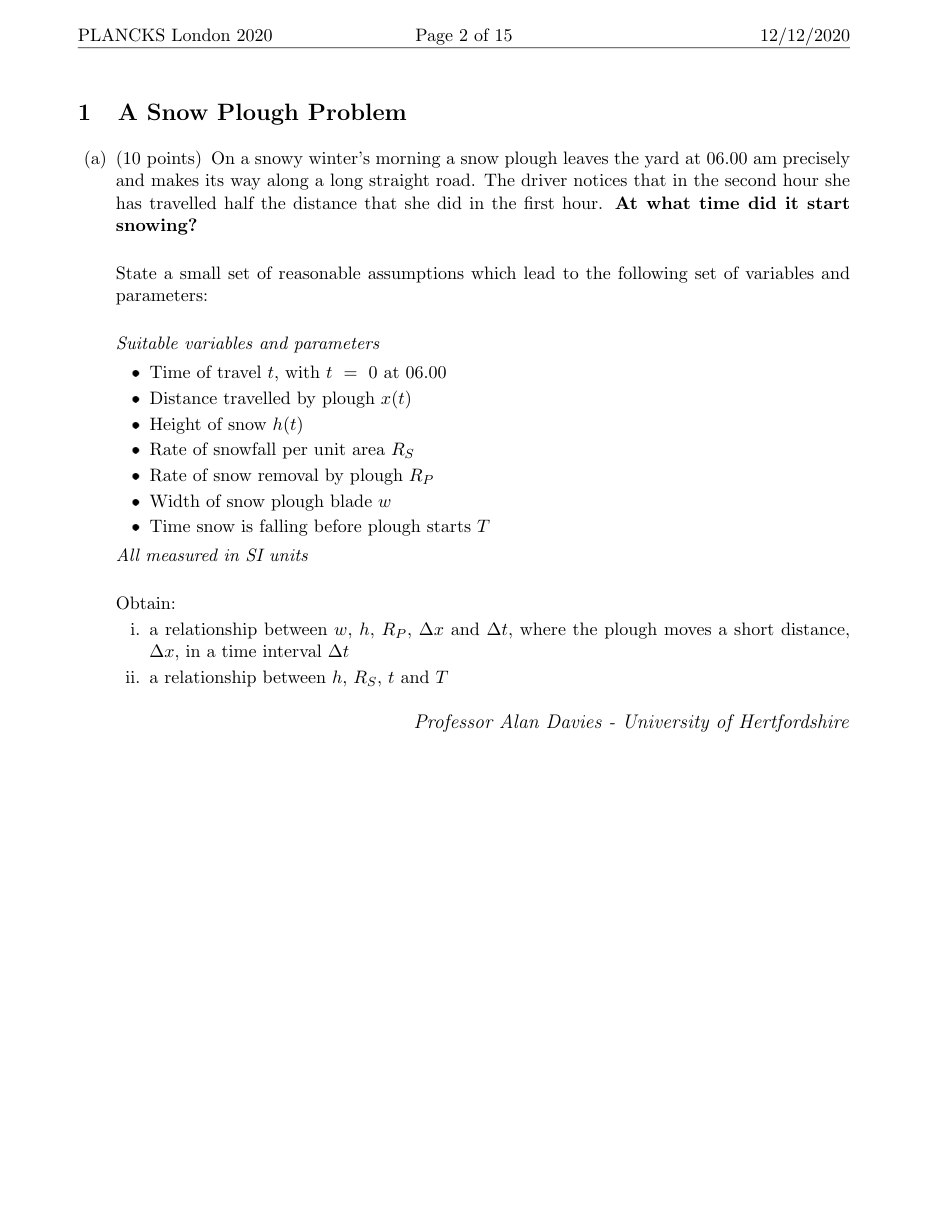 PLANCKS London 2020 Page 2 of 15 12/12/2020
1 A Snow Plough Problem
(a) (10 points) On a snowy winter's morning a snow plough leaves the yard at 06.00 am precisely
and makes its way along a long straight road. The driver notices that in the second hour she
has travelled half the distance that she did in the first hour. At what time did it start
snowing?
State a small set of reasonable assumptions which lead to the following set of variables and
parameters:
Suitable variables and parameters
• Time of travel t, with t = 0 at 06.00
• Distance travelled by plough x(t)
• Height of snow h(t)
• Rate of snowfall per unit area R_S
• Rate of snow removal by plough R_P
• Width of snow plough blade w
• Time snow is falling before plough starts T
All measured in SI units
Obtain:
i. a relationship between w, h, R_P, Δx and Δt, where the plough moves a short distance,
Δx, in a time interval Δt
ii. a relationship between h, R_S, t and T
Professor Alan Davies - University of Hertfordshire